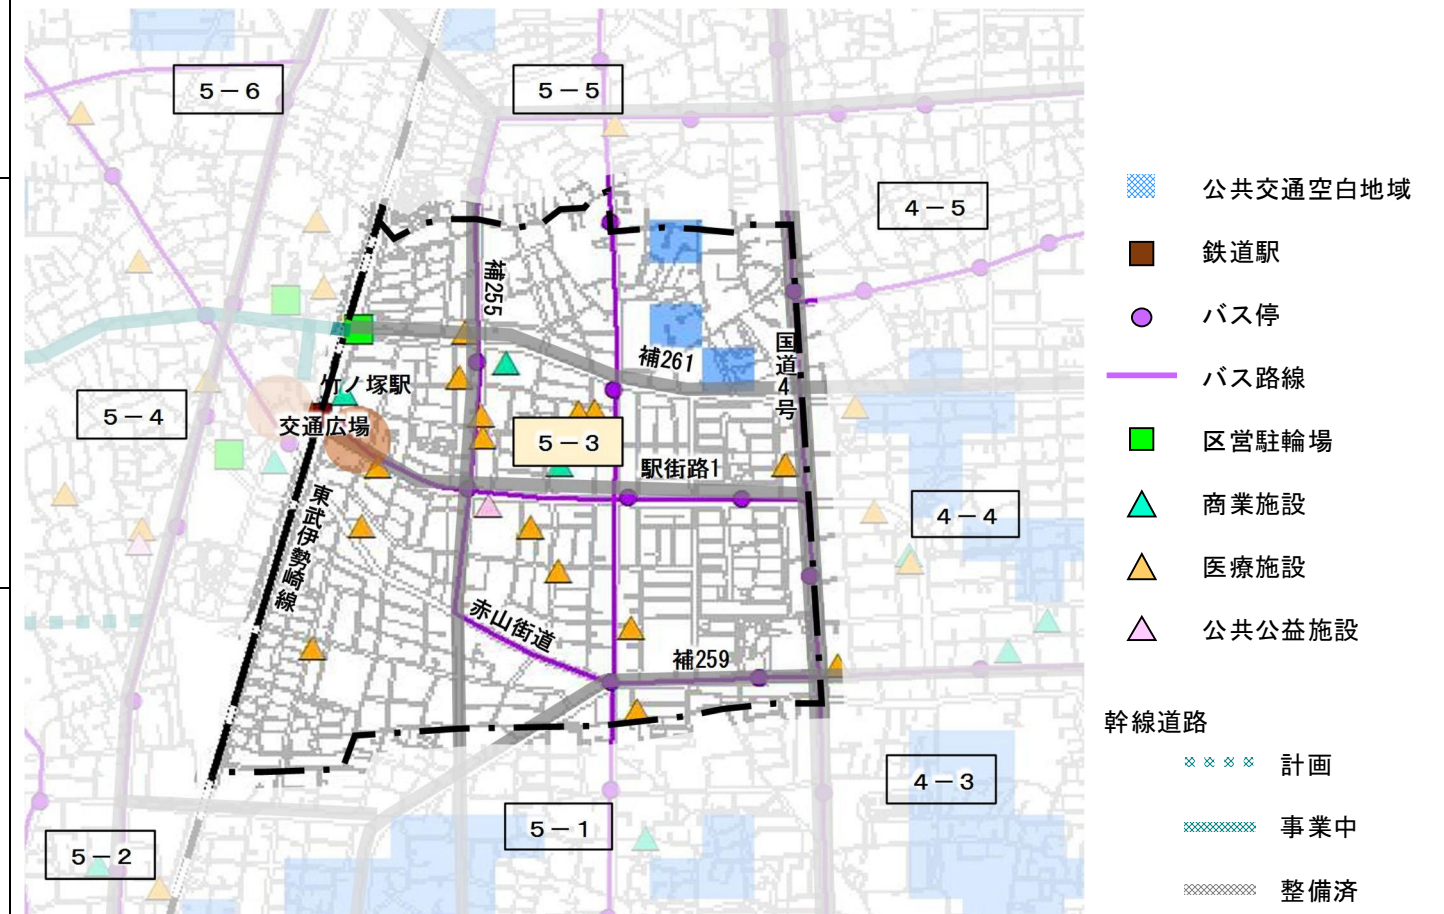 5－6
5－5
4－5
補255
竹ノ塚駅
補261
国道4号
5－4
交通広場
5－3
駅街路1
4－4
東武伊勢崎線
赤山街道
補259
4－3
5－1
5－2
公共交通空白地域
鉄道駅
バス停
バス路線
区営駐輪場
商業施設
医療施設
公共公益施設
幹線道路
計画
事業中
整備済